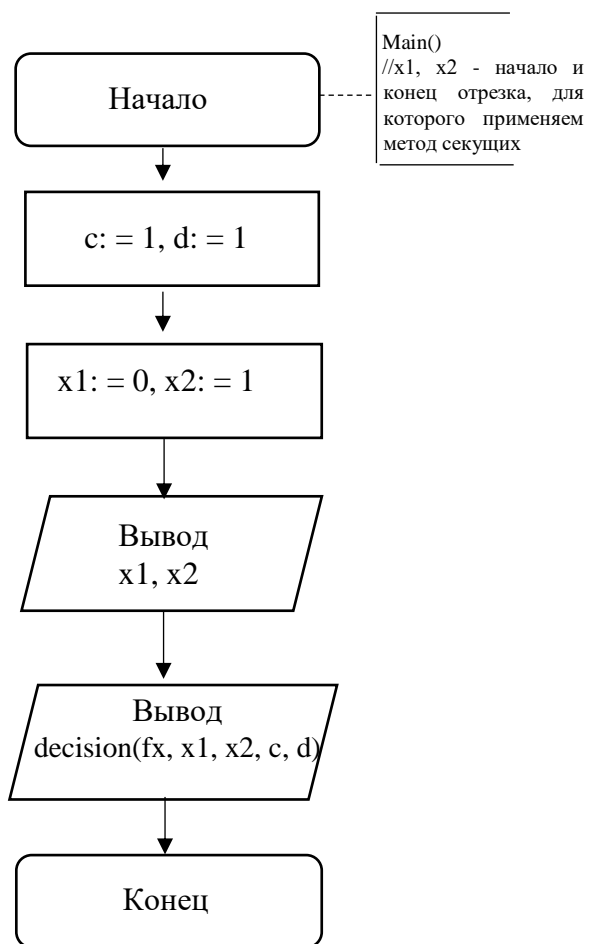 Начало
Main()
//x1, x2 - начало и
конец отрезка, для
которого применяем
метод секущих
c: = 1, d: = 1
x1: = 0, x2: = 1
Вывод
x1, x2
Вывод
decision(fx, x1, x2, c, d)
Конец